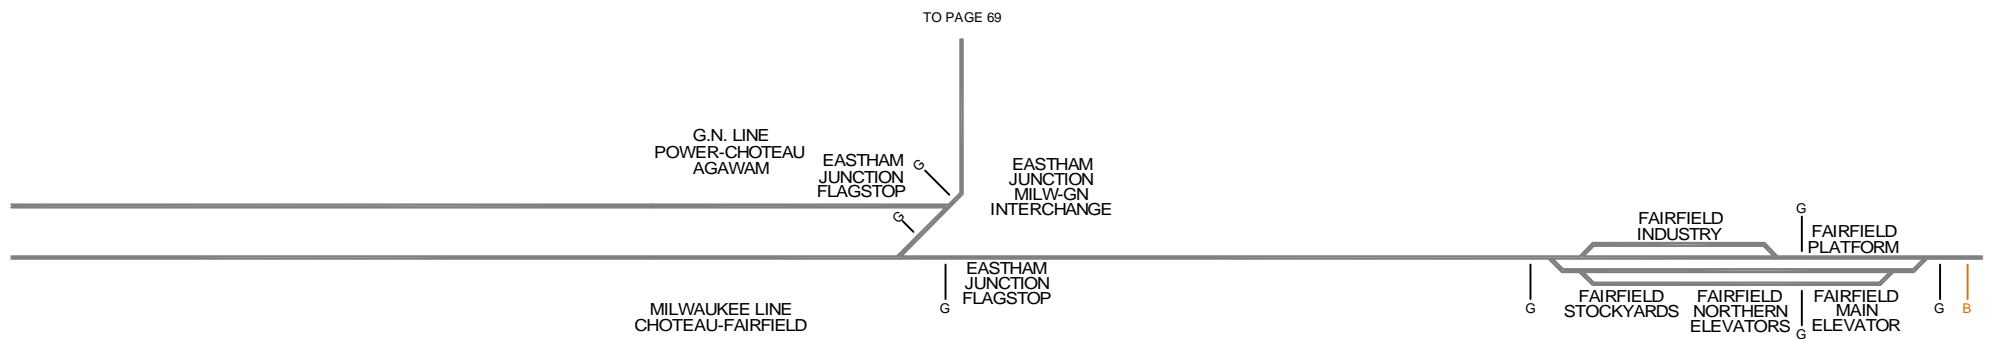 TO PAGE 69
G.N. LINE
POWER-CHOTEAU
AGAWAM
EASTHAM
JUNCTION
FLAGSTOP
G
G
EASTHAM
JUNCTION
MILW-GN
INTERCHANGE
MILWAUKEE LINE
CHOTEAU-FAIRFIELD
G
EASTHAM
JUNCTION
FLAGSTOP
FAIRFIELD
INDUSTRY
G
FAIRFIELD
PLATFORM
G
FAIRFIELD
STOCKYARDS
FAIRFIELD
NORTHERN
ELEVATORS
G
FAIRFIELD
MAIN
ELEVATOR
G
B